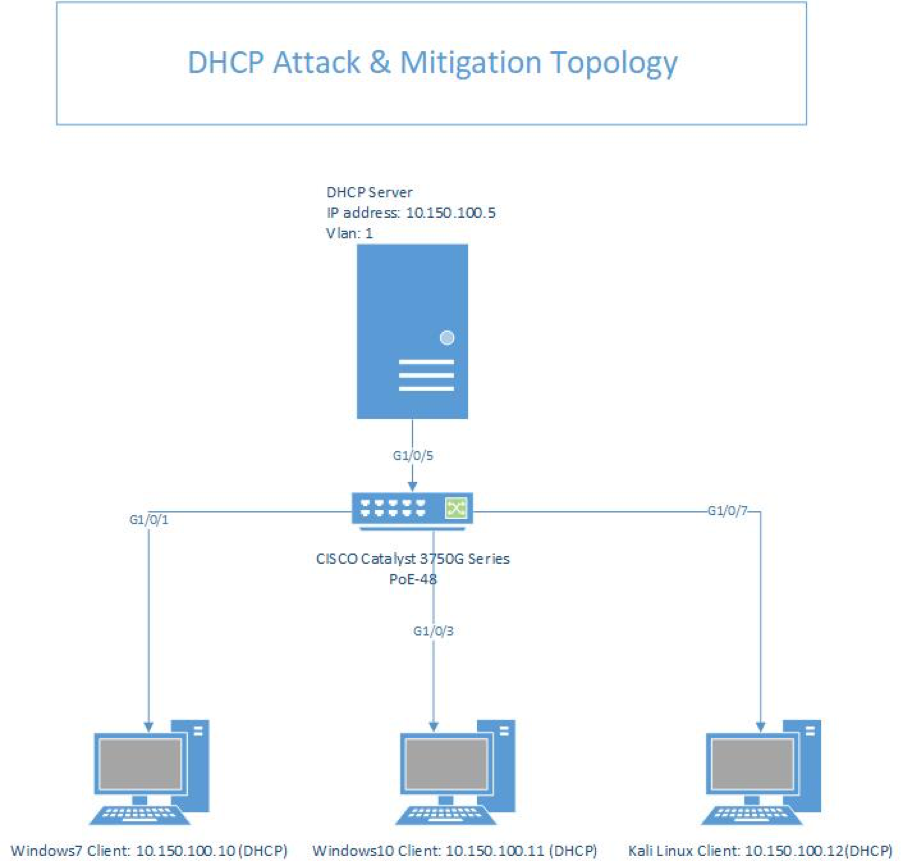 DHCP Attack & Mitigation Topology
DHCP Server
IP address: 10.150.100.5
Vlan: 1
G1/0/5
G1/0/1
G1/0/7
CISCO Catalyst 3750G Series
PoE-48
G1/0/3
Windows7 Client: 10.150.100.10 (DHCP)
Windows10 Client: 10.150.100.11 (DHCP)
Kali Linux Client: 10.150.100.12(DHCP)